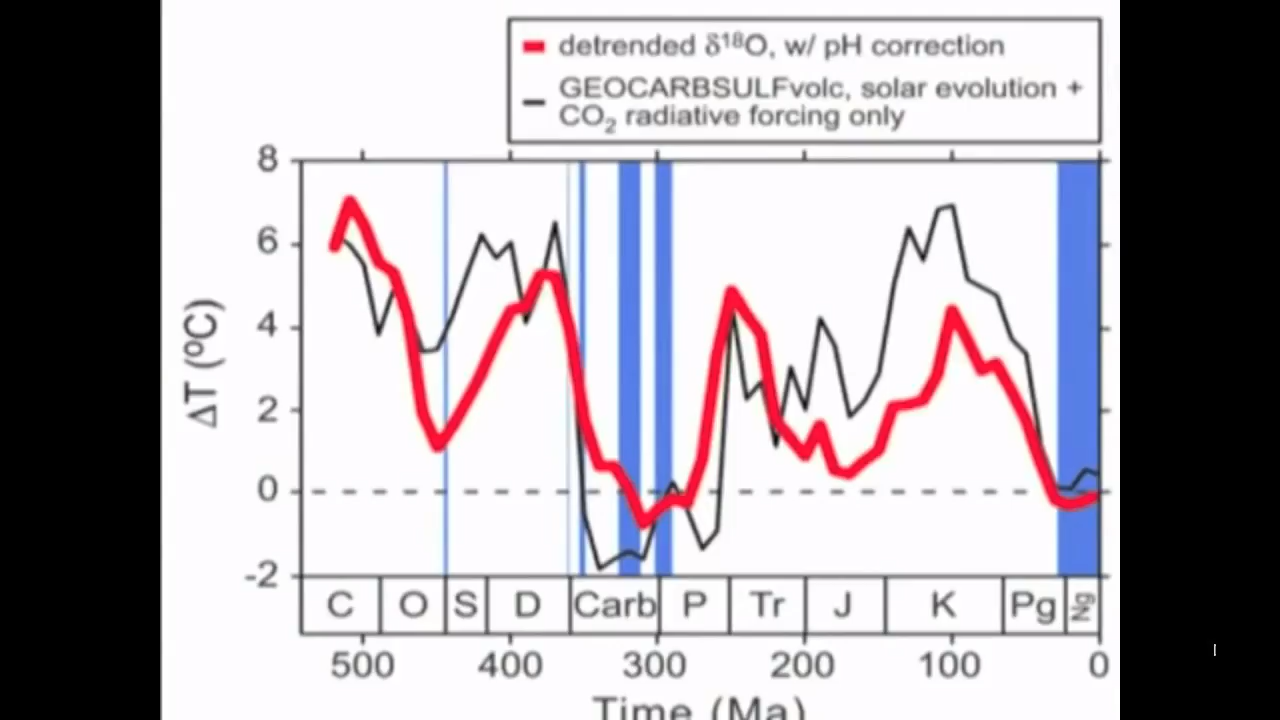 detrended δ¹⁸O, w/ pH correction
GEOCARBSULFvolc, solar evolution +
CO₂ radiative forcing only
8
6
4
2
0
-2
ΔT (ºC)
C O S D Carb P Tr J K Pg Ng
500 400 300 200 100 0
Time (Ma)